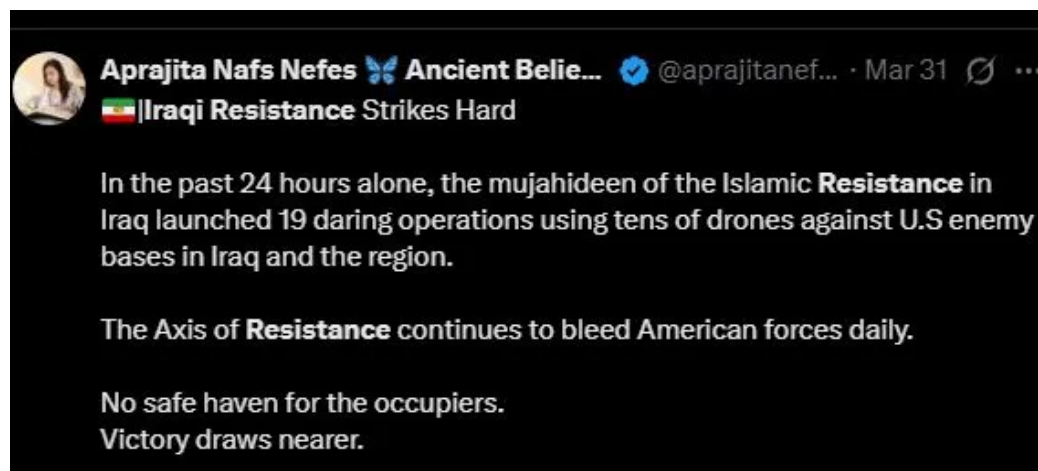 Aprajita Nafs Nefes 🦋 Ancient Belie... @aprajitanef... · Mar 31
🇮🇷|Iraqi Resistance Strikes Hard
In the past 24 hours alone, the mujahideen of the Islamic Resistance in
Iraq launched 19 daring operations using tens of drones against U.S enemy
bases in Iraq and the region.
The Axis of Resistance continues to bleed American forces daily.
No safe haven for the occupiers.
Victory draws nearer.